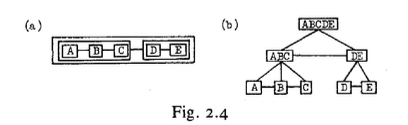 (a)
A B C D E
(b)
ABCDE
ABC DE
A B C D E
Fig. 2.4